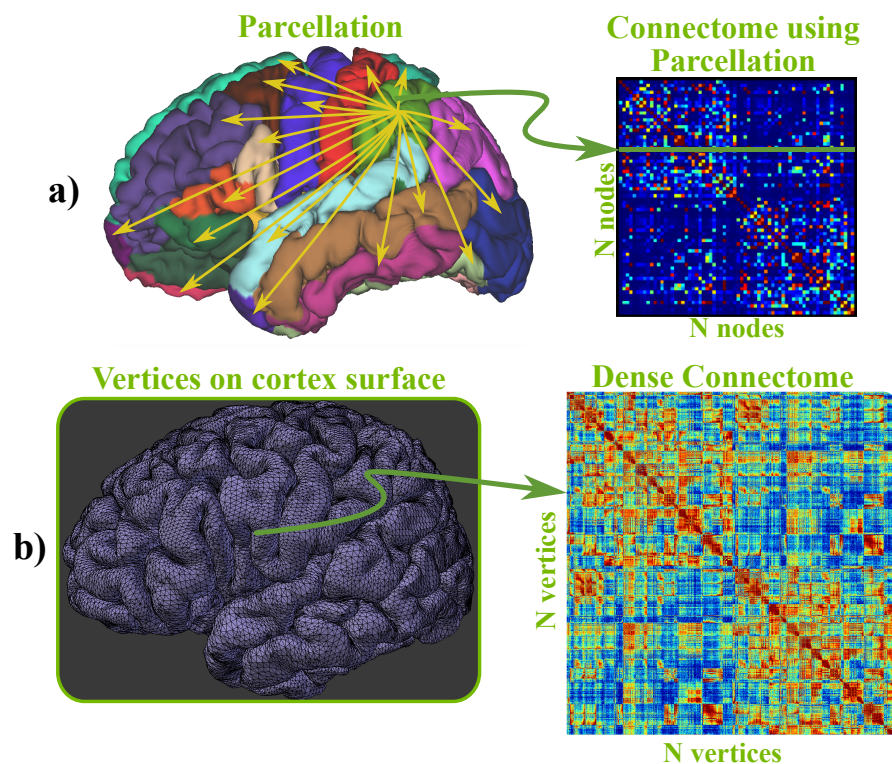 Parcellation
Connectome using
Parcellation
a)
N nodes
N nodes
Vertices on cortex surface
Dense Connectome
b)
N vertices
N vertices